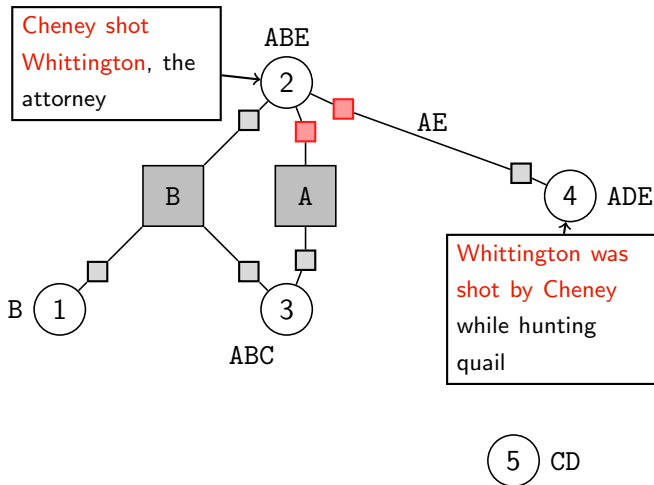 Cheney shot
Whittington, the
attorney
ABE
2
AE
B
A
4
ADE
B
1
3
ABC
Whittington was
shot by Cheney
while hunting
quail
5
CD